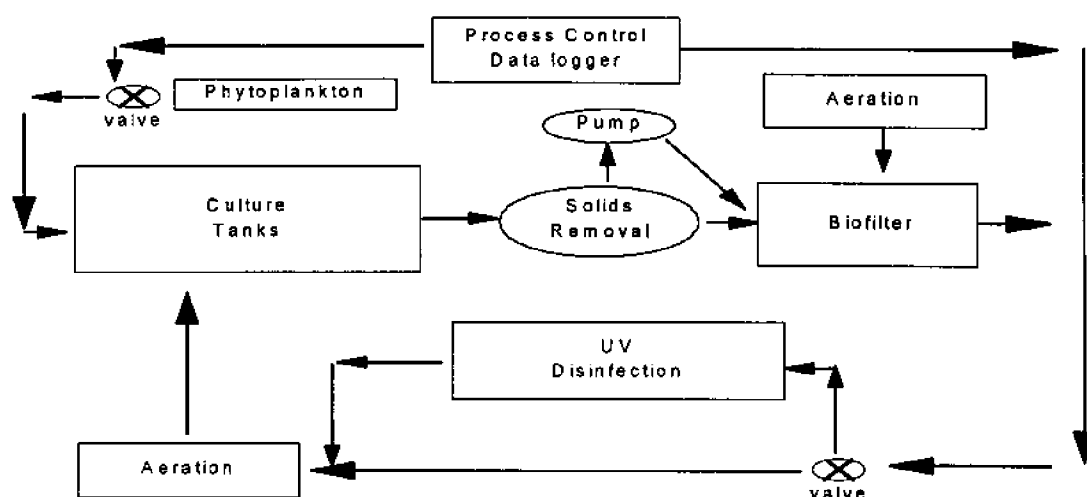 Process Control
Data logger
Phytoplankton
valve
Aeration
Pump
Culture
Tanks
Solids
Removal
Biofilter
UV
Disinfection
Aeration
valve